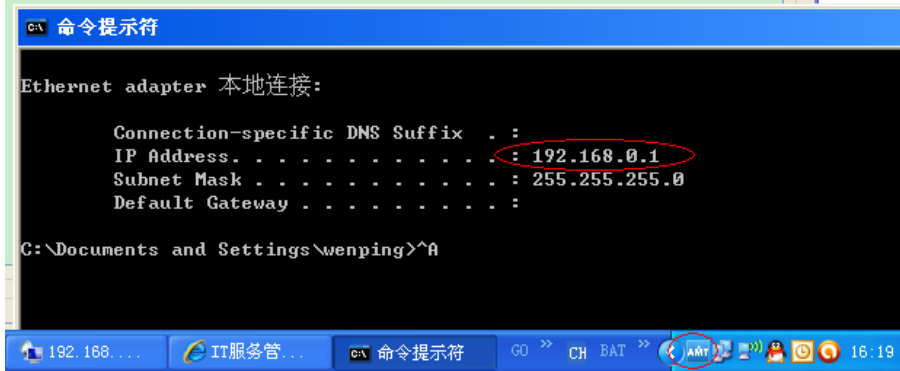 命令提示符
Ethernet adapter 本地连接:
Connection-specific DNS Suffix . :
IP Address. . . . . . . . . . . . : 192.168.0.1
Subnet Mask . . . . . . . . . . . : 255.255.255.0
Default Gateway . . . . . . . . . :
C:\Documents and Settings\wenping>^A
192.168.... IT服务管... 命令提示符 GO » CH BAT » AMT 16:19